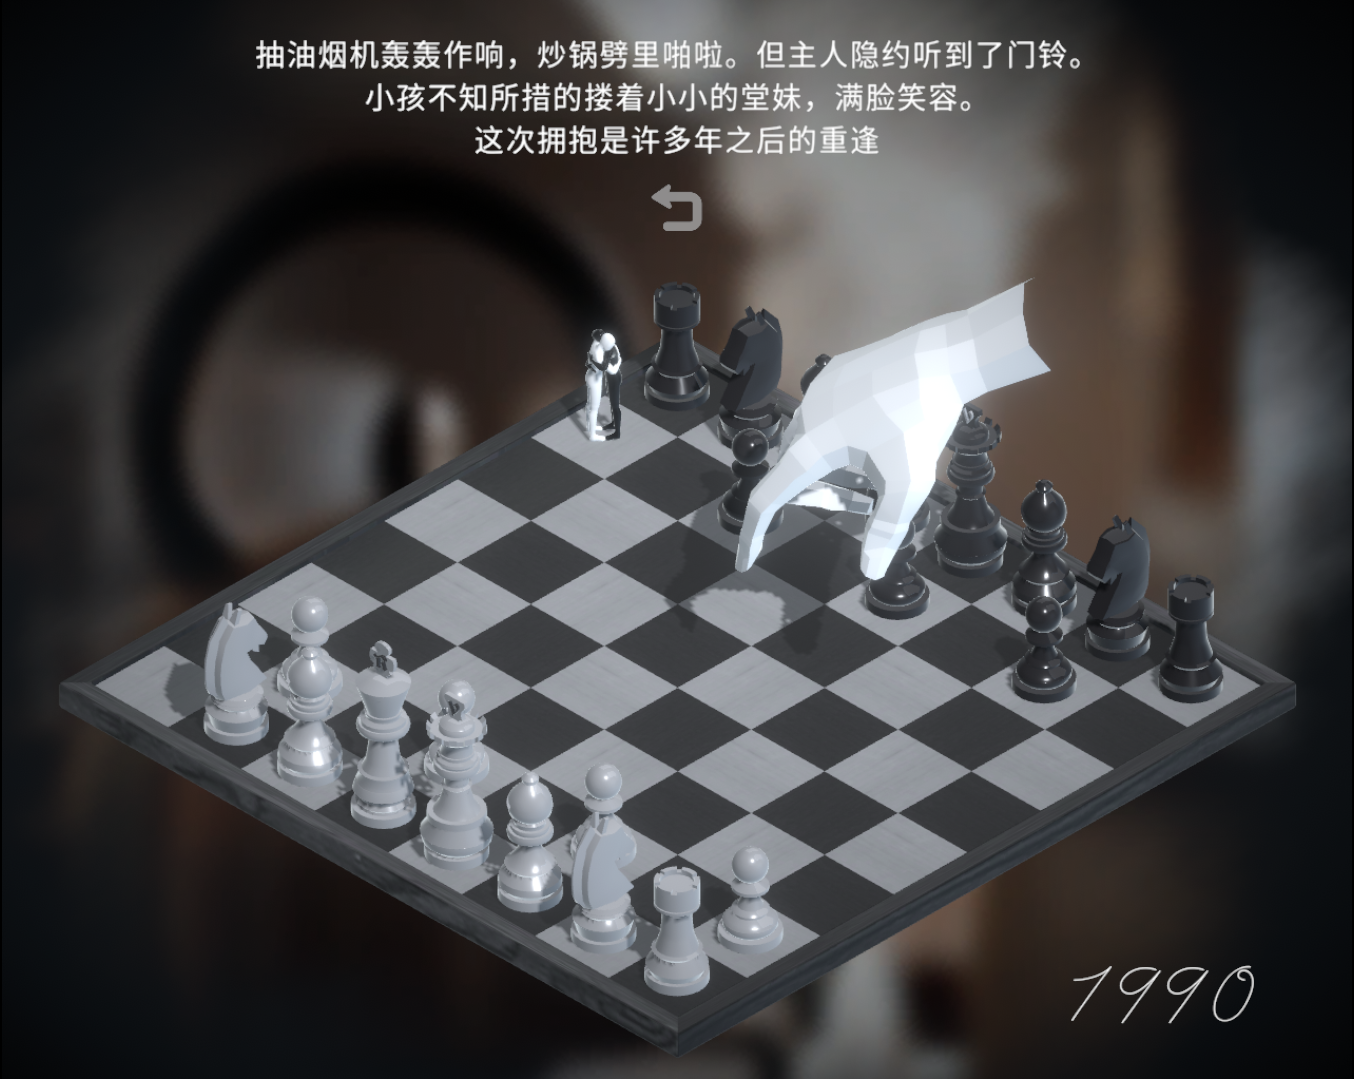 抽油烟机轰轰作响，炒锅劈里啪啦。但主人隐约听到了门铃。
小孩不知所措的搂着小小的堂妹，满脸笑容。
这次拥抱是许多年之后的重逢
1990